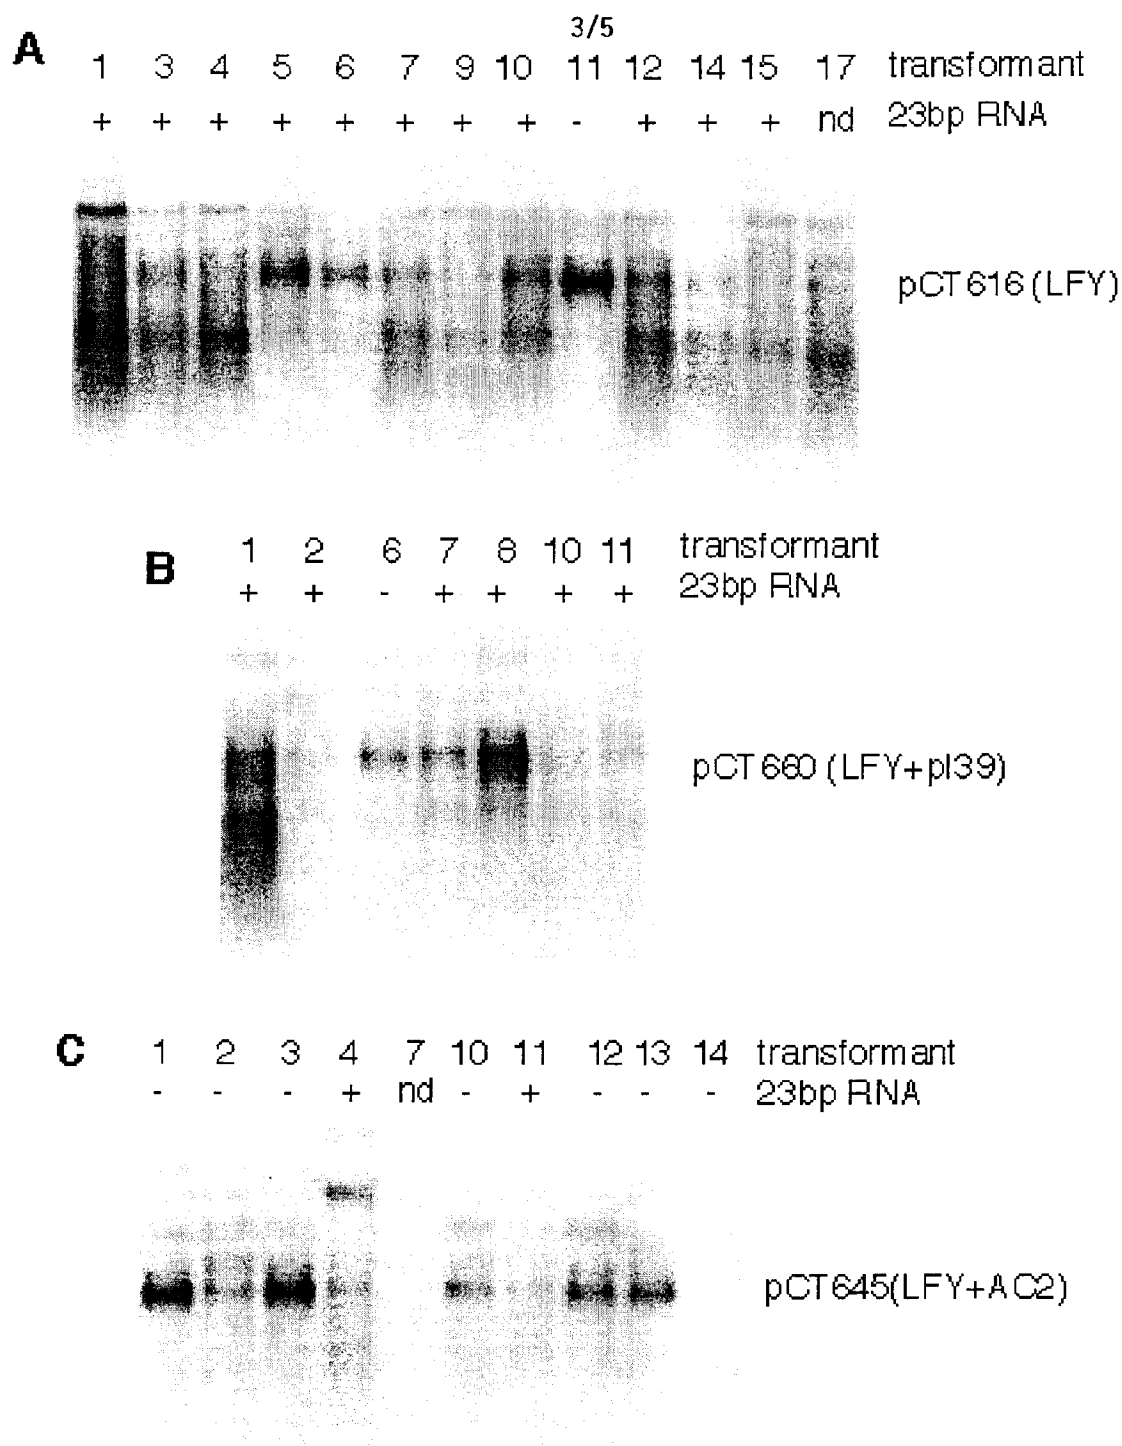 3/5
A
1 3 4 5 6 7 9 10 11 12 14 15 17 transformant
+ + + + + + + + - + + + nd 23bp RNA
pCT616 (LFY)
B
1 2 6 7 8 10 11 transformant
+ + - + + + + 23bp RNA
pCT660 (LFY+pI39)
C
1 2 3 4 7 10 11 12 13 14 transformant
- - - + nd - + - - - 23bp RNA
pCT645(LFY+AC2)